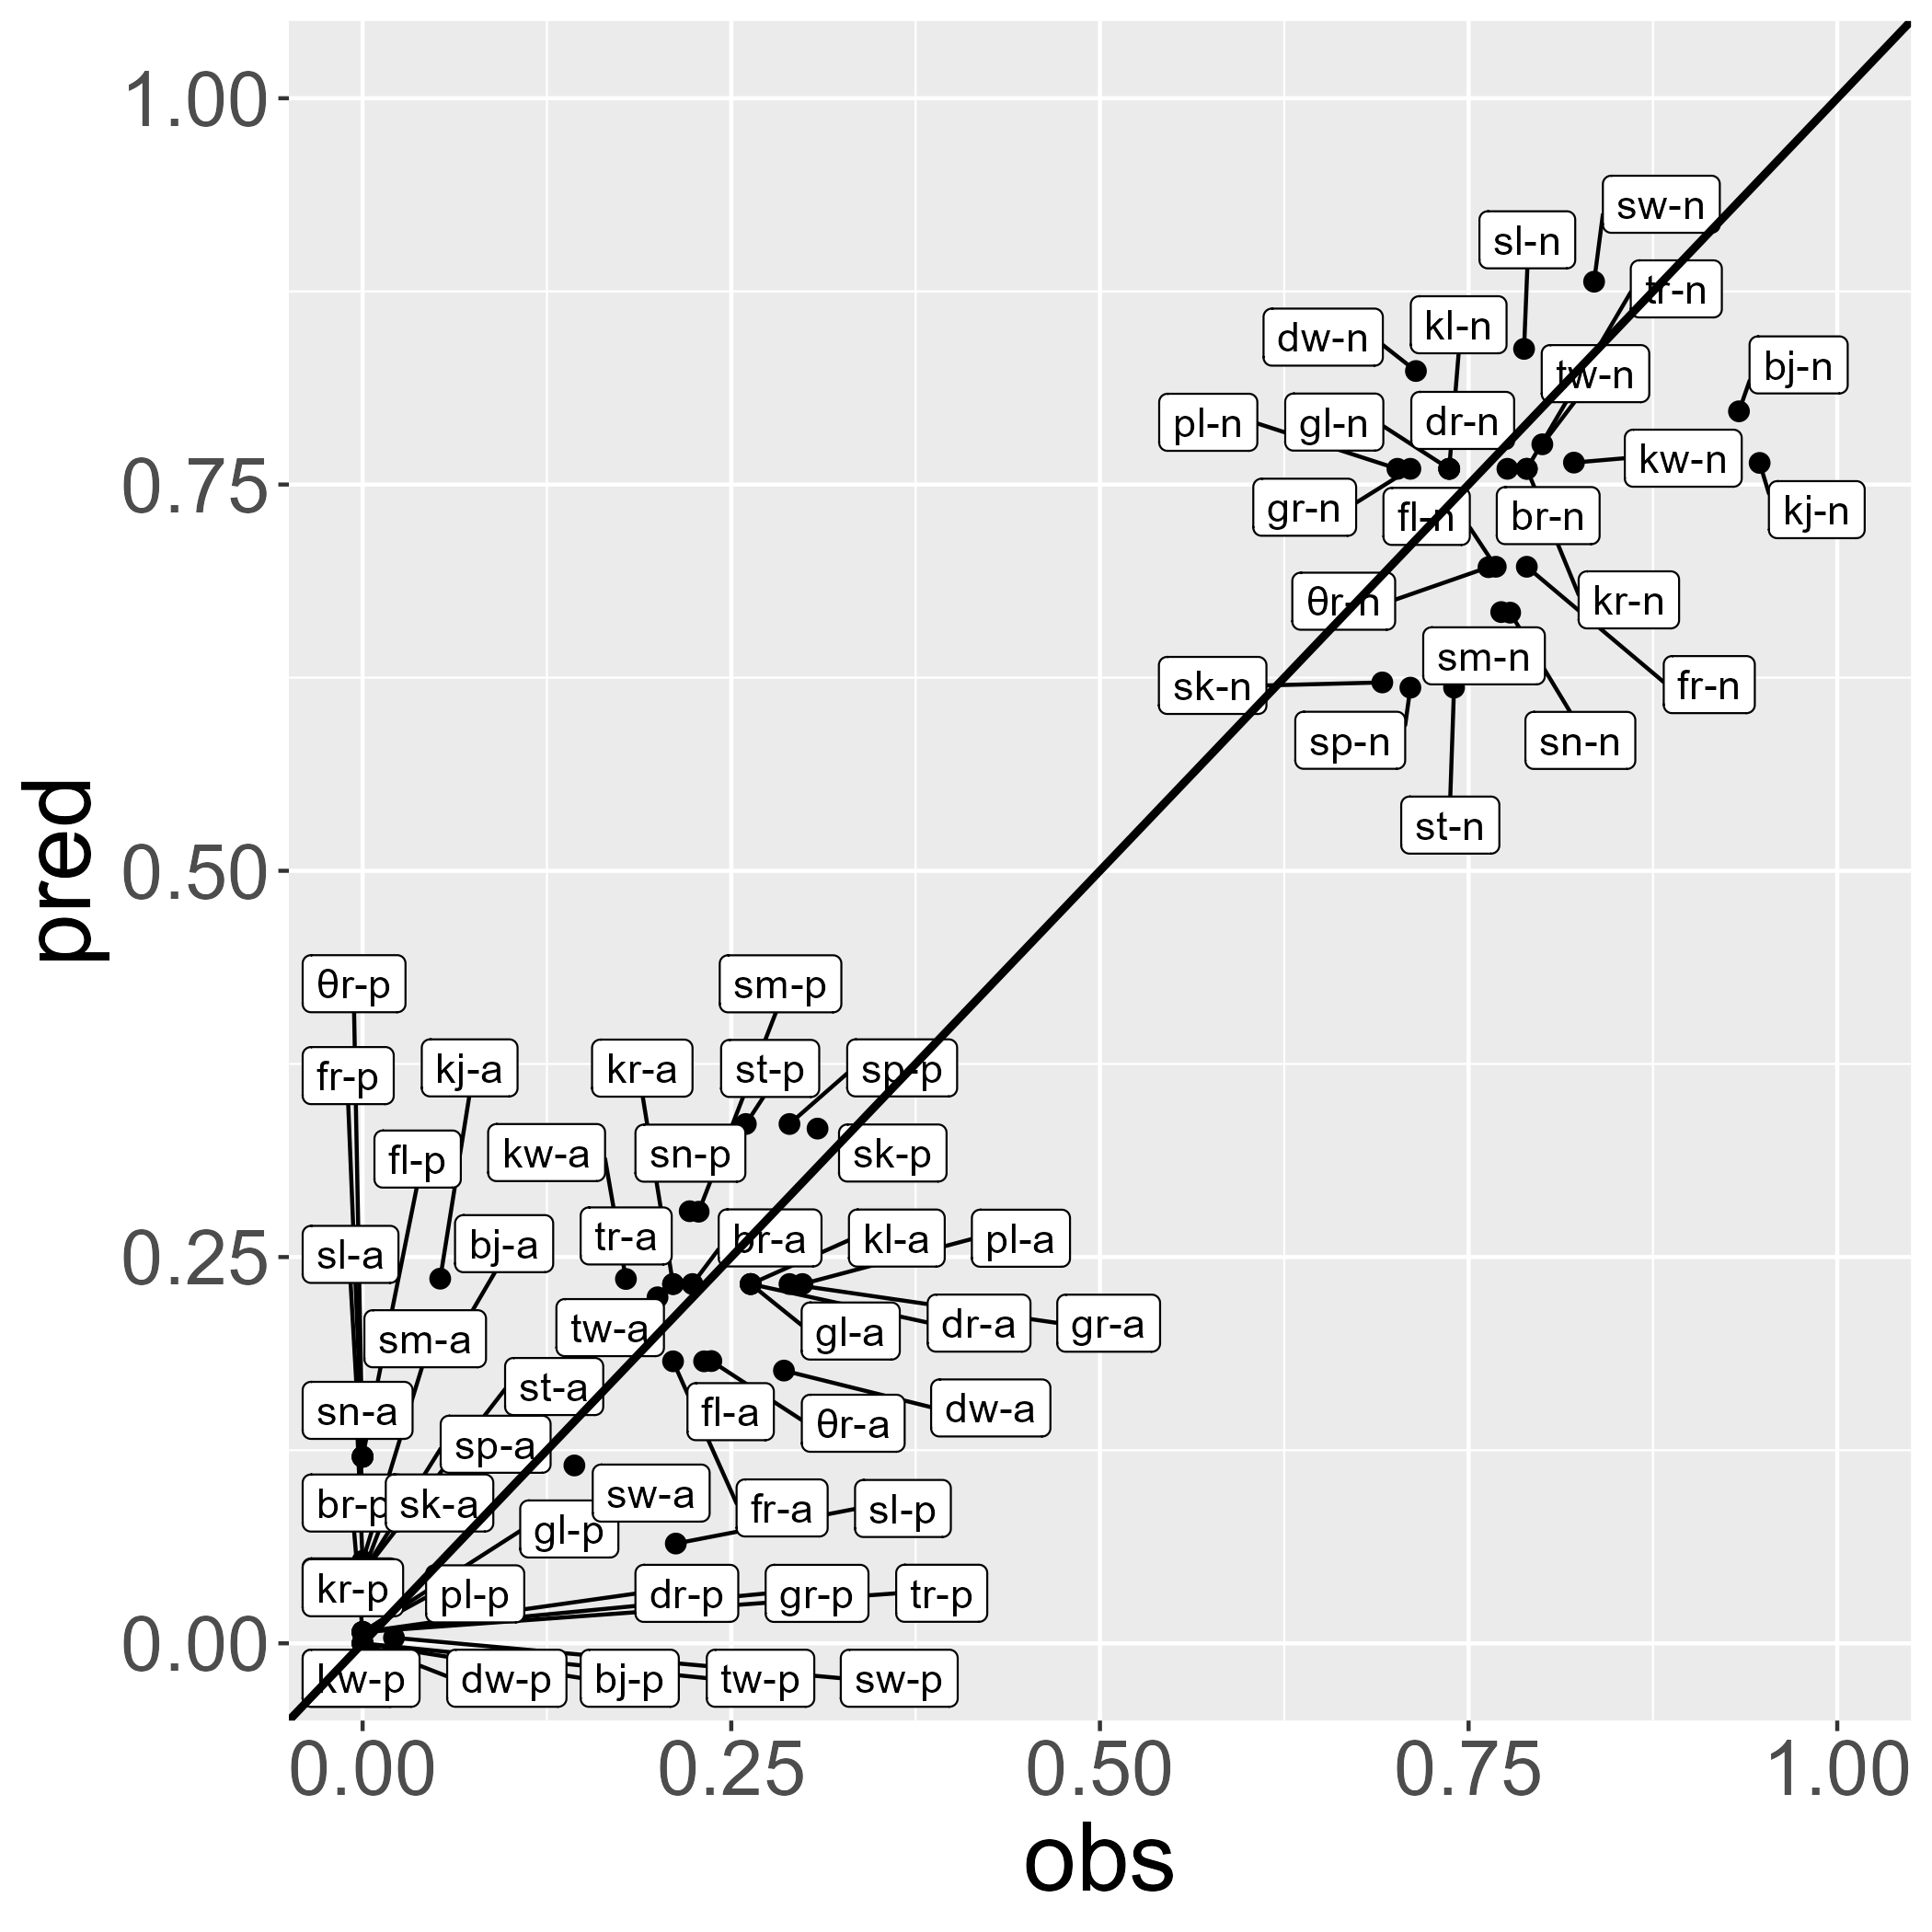 1.00
sw-n
sl-n
tr-n
kl-n
dw-n
bj-n
tw-n
pl-n
gl-n
dr-n
kw-n
0.75
gr-n
fl-n
br-n
kj-n
θr-n
kr-n
sm-n
sk-n
fr-n
sp-n
sn-n
st-n
pred
0.50
θr-p
sm-p
fr-p
kj-a
kr-a
st-p
sp-p
fl-p
kw-a
sn-p
sk-p
0.25
sl-a
bj-a
tr-a
br-a
kl-a
pl-a
sm-a
tw-a
gl-a
dr-a
gr-a
sn-a
st-a
fl-a
θr-a
dw-a
sp-a
br-p
sk-a
sw-a
gl-p
fr-a
sl-p
kr-p
pl-p
dr-p
gr-p
tr-p
0.00
kw-p
dw-p
bj-p
tw-p
sw-p
0.00 0.25 0.50 0.75 1.00
obs